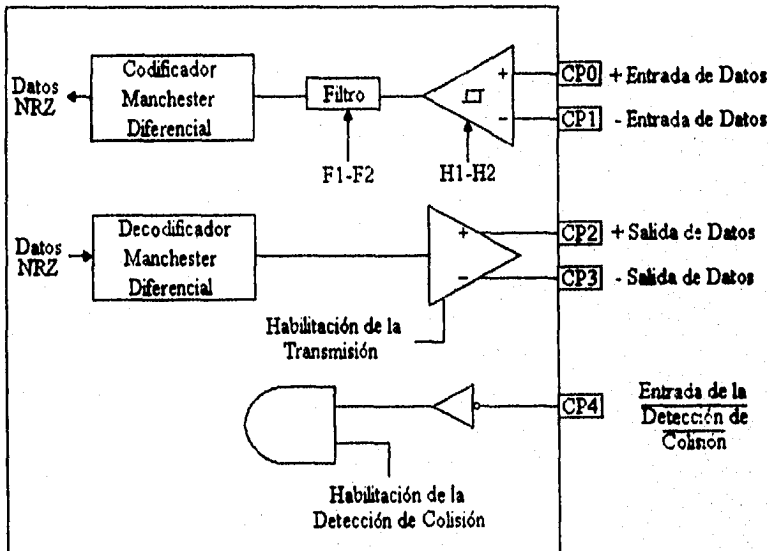 Datos
NRZ
Codificador
Manchester
Diferencial
Filtro
F1-F2
+
-
H1-H2
CP0 + Entrada de Datos
CP1 - Entrada de Datos
Datos
NRZ
Decodificador
Manchester
Diferencial
+
-
CP2 + Salida de Datos
CP3 - Salida de Datos
Habilitación de la
Transmisión
CP4
Entrada de la
Detección de
Colisión
Habilitación de la
Detección de Colisión